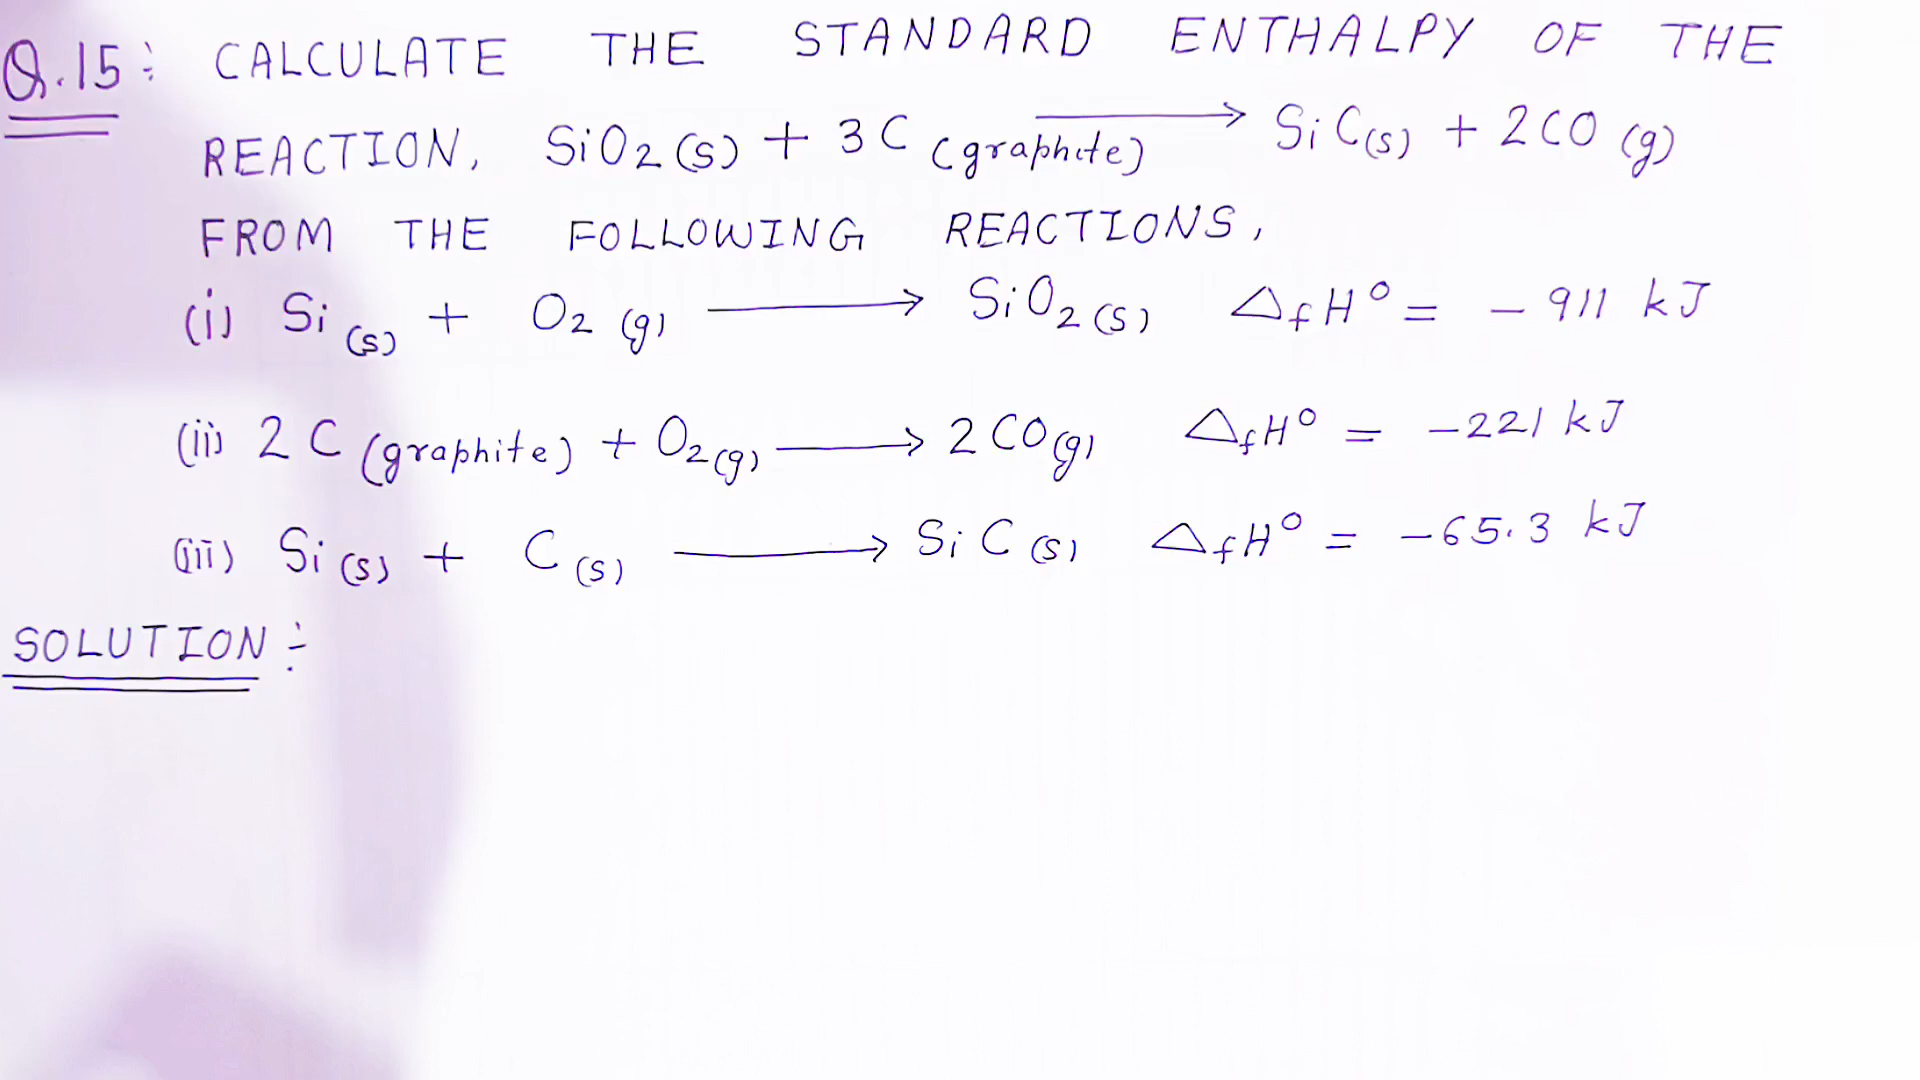 Q.15:- CALCULATE THE STANDARD ENTHALPY OF THE
REACTION, SiO2(s) + 3C (graphite) ⟶ SiC(s) + 2CO (g)
FROM THE FOLLOWING REACTIONS,
(i) Si (s) + O2 (g) ⟶ SiO2(s) ΔfH° = - 911 kJ
(ii) 2C (graphite) + O2(g) ⟶ 2CO(g) ΔfH° = -221 kJ
(iii) Si(s) + C(s) ⟶ SiC(s) ΔfH° = -65.3 kJ
SOLUTION :-